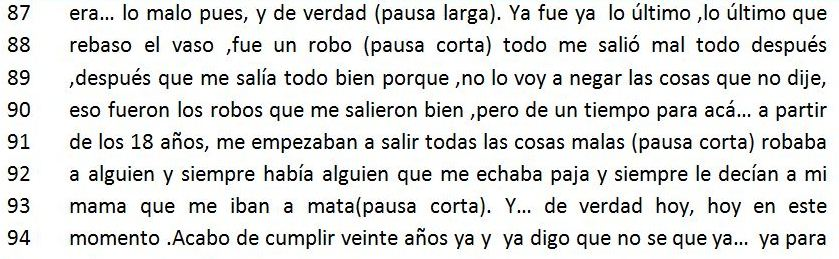 87 era... lo malo pues, y de verdad (pausa larga). Ya fue ya lo último ,lo último que
88 rebaso el vaso ,fue un robo (pausa corta) todo me salió mal todo después
89 ,después que me salía todo bien porque ,no lo voy a negar las cosas que no dije,
90 eso fueron los robos que me salieron bien ,pero de un tiempo para acá... a partir
91 de los 18 años, me empezaban a salir todas las cosas malas (pausa corta) robaba
92 a alguien y siempre había alguien que me echaba paja y siempre le decían a mi
93 mama que me iban a mata(pausa corta). Y... de verdad hoy, hoy en este
94 momento .Acabo de cumplir veinte años ya y ya digo que no se que ya... ya para